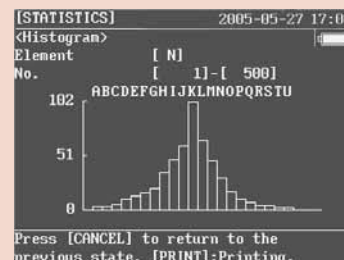 [STATISTICS] 2005-05-27 17:0
<Histogram>
Element [ N]
No. [ 1]-[ 500]
ABCDEFGHIJKLMNOPQRSTU
102
51
0
Press [CANCEL] to return to the
previous state. [PRINT]:Printing.